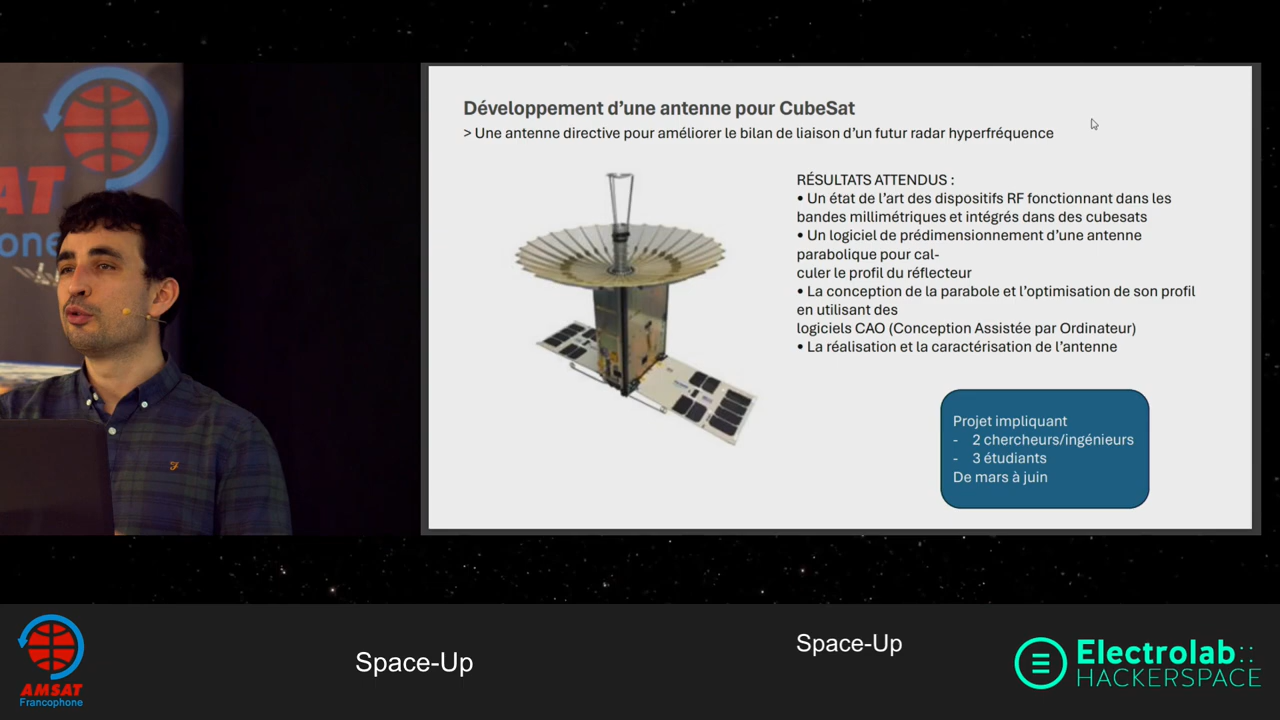 AT
phone
Développement d’une antenne pour CubeSat
> Une antenne directive pour améliorer le bilan de liaison d’un futur radar hyperfréquence
RÉSULTATS ATTENDUS :
• Un état de l’art des dispositifs RF fonctionnant dans les
bandes millimétriques et intégrés dans des cubesats
• Un logiciel de prédimensionnement d’une antenne
parabolique pour cal-
culer le profil du réflecteur
• La conception de la parabole et l’optimisation de son profil
en utilisant des
logiciels CAO (Conception Assistée par Ordinateur)
• La réalisation et la caractérisation de l’antenne
Projet impliquant
- 2 chercheurs/ingénieurs
- 3 étudiants
De mars à juin
AMSAT
Francophone
Space-Up
Space-Up
Electrolab::
HACKERSPACE